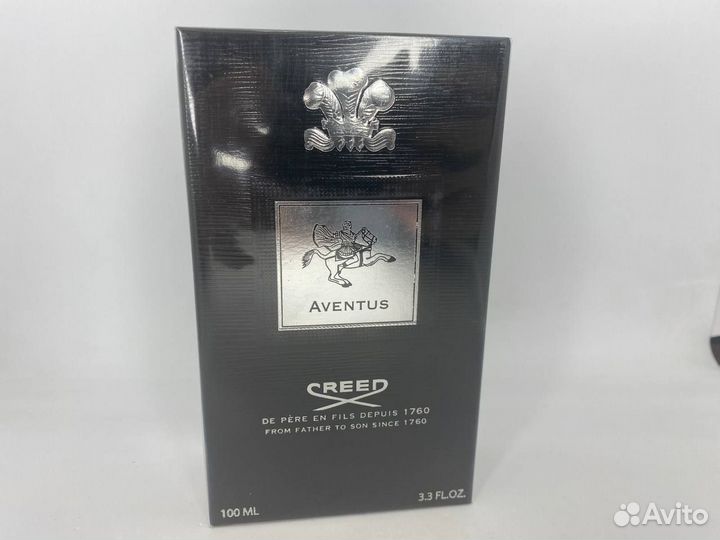 AVENTUS
CREED
DE PÈRE EN FILS DEPUIS 1760
FROM FATHER TO SON SINCE 1760
100 ML
3.3 FL.OZ.
Avito